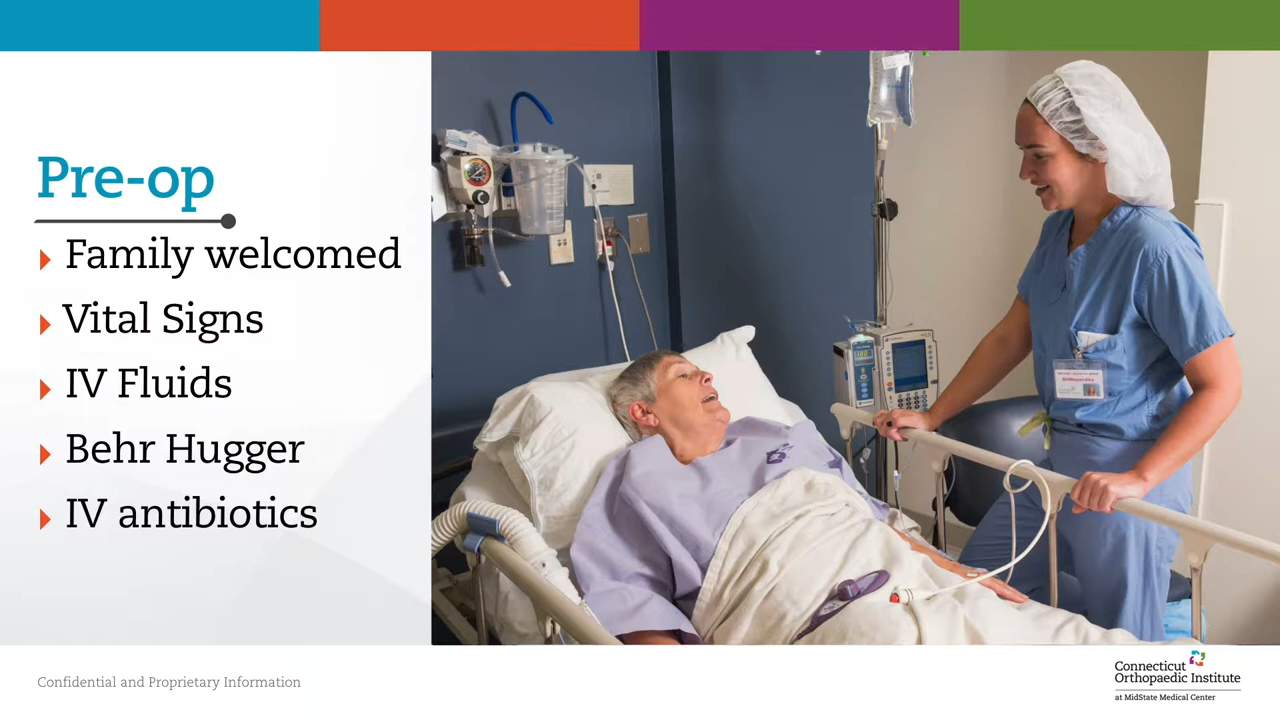 Pre-op
Family welcomed
Vital Signs
IV Fluids
Behr Hugger
IV antibiotics
Confidential and Proprietary Information
Connecticut
Orthopaedic Institute
at MidState Medical Center